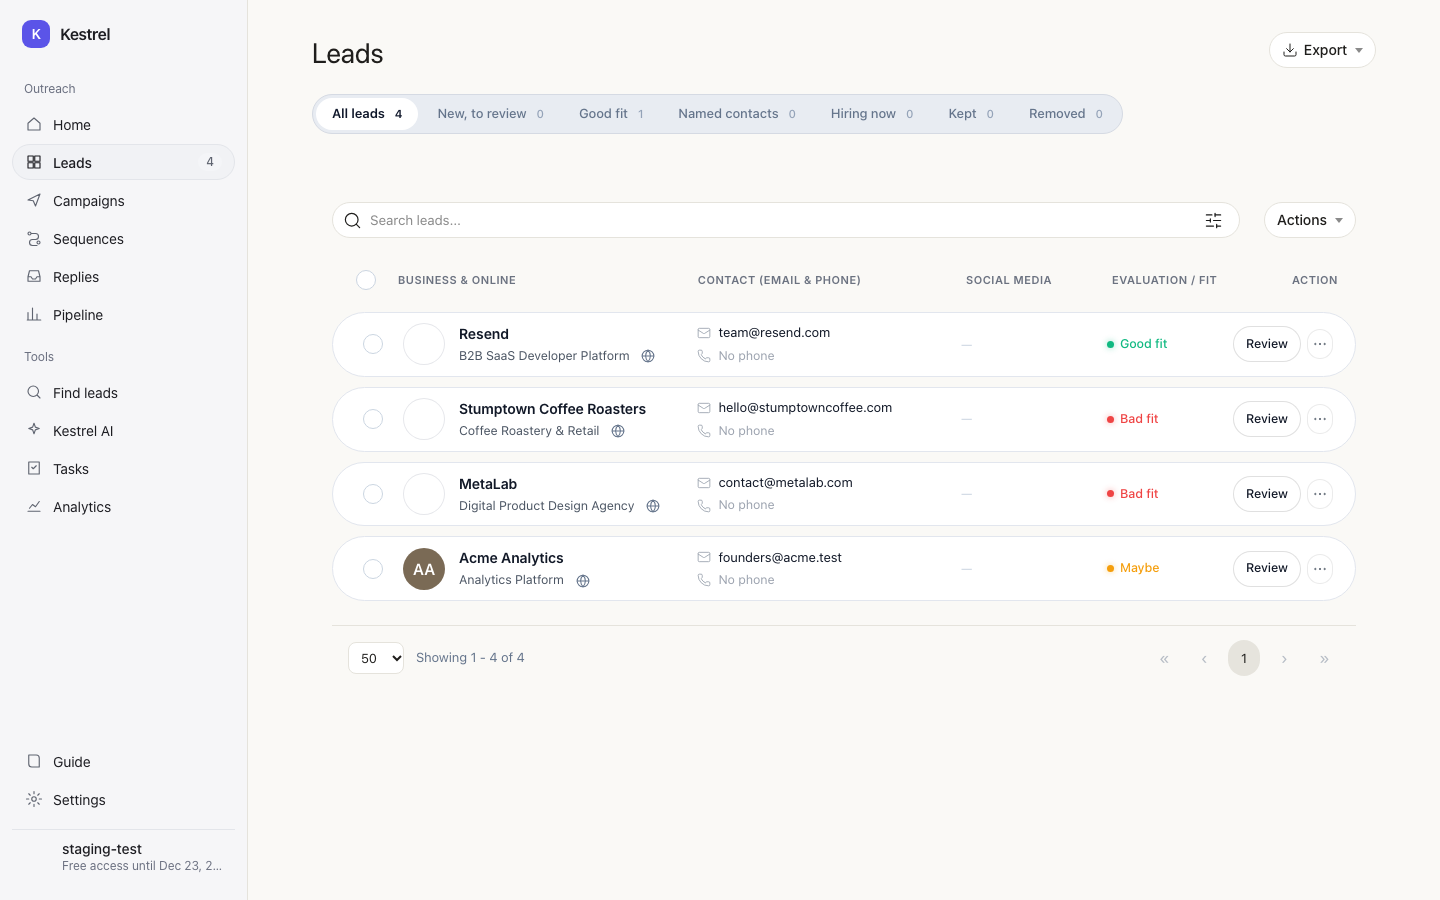 K Kestrel
Outreach
Home
Leads 4
Campaigns
Sequences
Replies
Pipeline
Tools
Find leads
Kestrel AI
Tasks
Analytics
Guide
Settings
staging-test
Free access until Dec 23, 2...
Leads
Export
All leads 4 New, to review 0 Good fit 1 Named contacts 0 Hiring now 0 Kept 0 Removed 0
Search leads...
Actions
BUSINESS & ONLINE CONTACT (EMAIL & PHONE) SOCIAL MEDIA EVALUATION / FIT ACTION
Resend
B2B SaaS Developer Platform
team@resend.com
No phone
—
Good fit
Review
Stumptown Coffee Roasters
Coffee Roastery & Retail
hello@stumptowncoffee.com
No phone
—
Bad fit
Review
MetaLab
Digital Product Design Agency
contact@metalab.com
No phone
—
Bad fit
Review
AA
Acme Analytics
Analytics Platform
founders@acme.test
No phone
—
Maybe
Review
50 Showing 1 - 4 of 4
« ‹ 1 › »